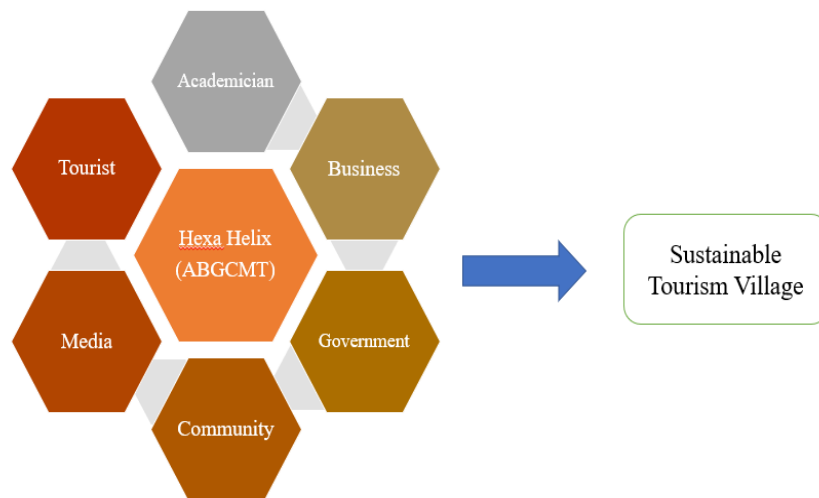 Academician
Tourist
Business
Hexa Helix
(ABGCMT)
Sustainable
Tourism Village
Media
Government
Community